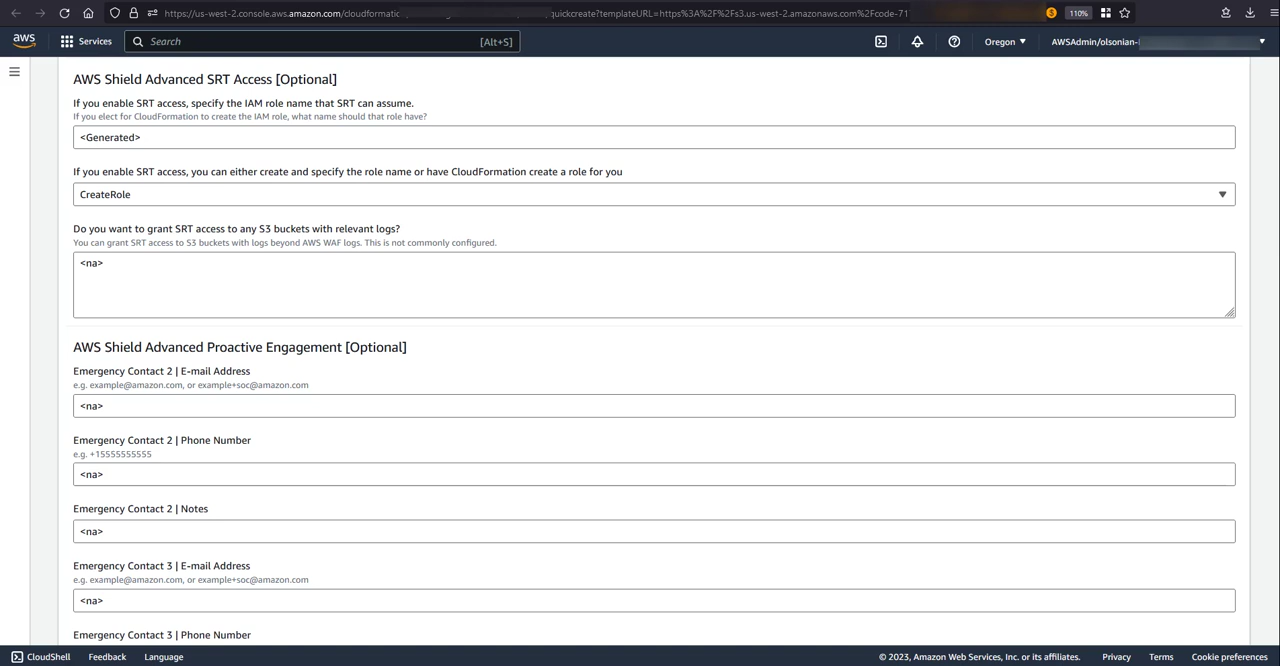 https://us-west-2.console.aws.amazon.com/cloudformatic quickcreate?templateURL=https%3A%2F%2Fs3.us-west-2.amazonaws.com%2Fcode-71 110%
aws Services Search [Alt+S] Oregon AWSAdmin/olsonian-
AWS Shield Advanced SRT Access [Optional]
If you enable SRT access, specify the IAM role name that SRT can assume.
If you elect for CloudFormation to create the IAM role, what name should that role have?
<Generated>
If you enable SRT access, you can either create and specify the role name or have CloudFormation create a role for you
CreateRole
Do you want to grant SRT access to any S3 buckets with relevant logs?
You can grant SRT access to S3 buckets with logs beyond AWS WAF logs. This is not commonly configured.
<na>
AWS Shield Advanced Proactive Engagement [Optional]
Emergency Contact 2 | E-mail Address
e.g. example@amazon.com, or example+soc@amazon.com
<na>
Emergency Contact 2 | Phone Number
e.g. +15555555555
<na>
Emergency Contact 2 | Notes
<na>
Emergency Contact 3 | E-mail Address
e.g. example@amazon.com, or example+soc@amazon.com
<na>
Emergency Contact 3 | Phone Number
CloudShell Feedback Language © 2023, Amazon Web Services, Inc. or its affiliates. Privacy Terms Cookie preferences